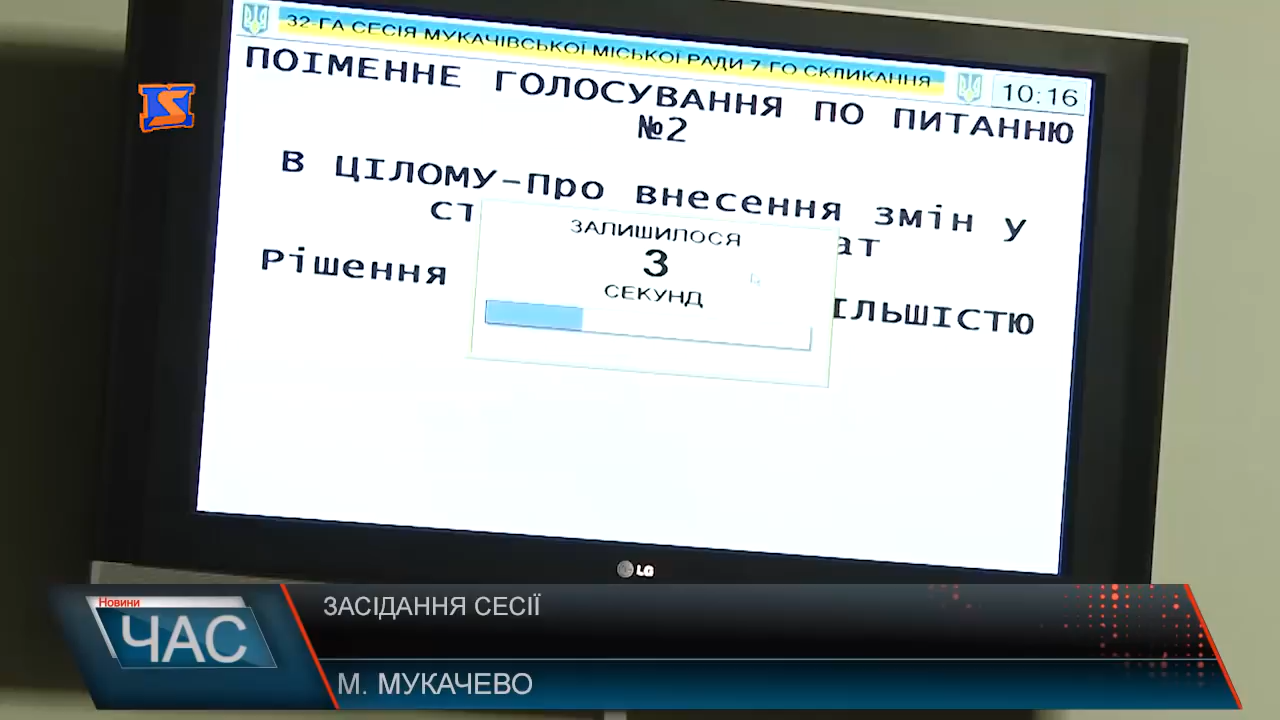 32-ГА СЕСІЯ МУКАЧІВСЬКОЇ МІСЬКОЇ РАДИ 7-ГО СКЛИКАННЯ
10:16
ПОІМЕННЕ ГОЛОСУВАННЯ ПО ПИТАННЮ
№2
В ЦІЛОМУ-Про внесення змін у
ЗАЛИШИЛОСЯ
3
СЕКУНД
Рішення
LG
Новини
ЧАС
ЗАСІДАННЯ СЕСІЇ
М. МУКАЧЕВО